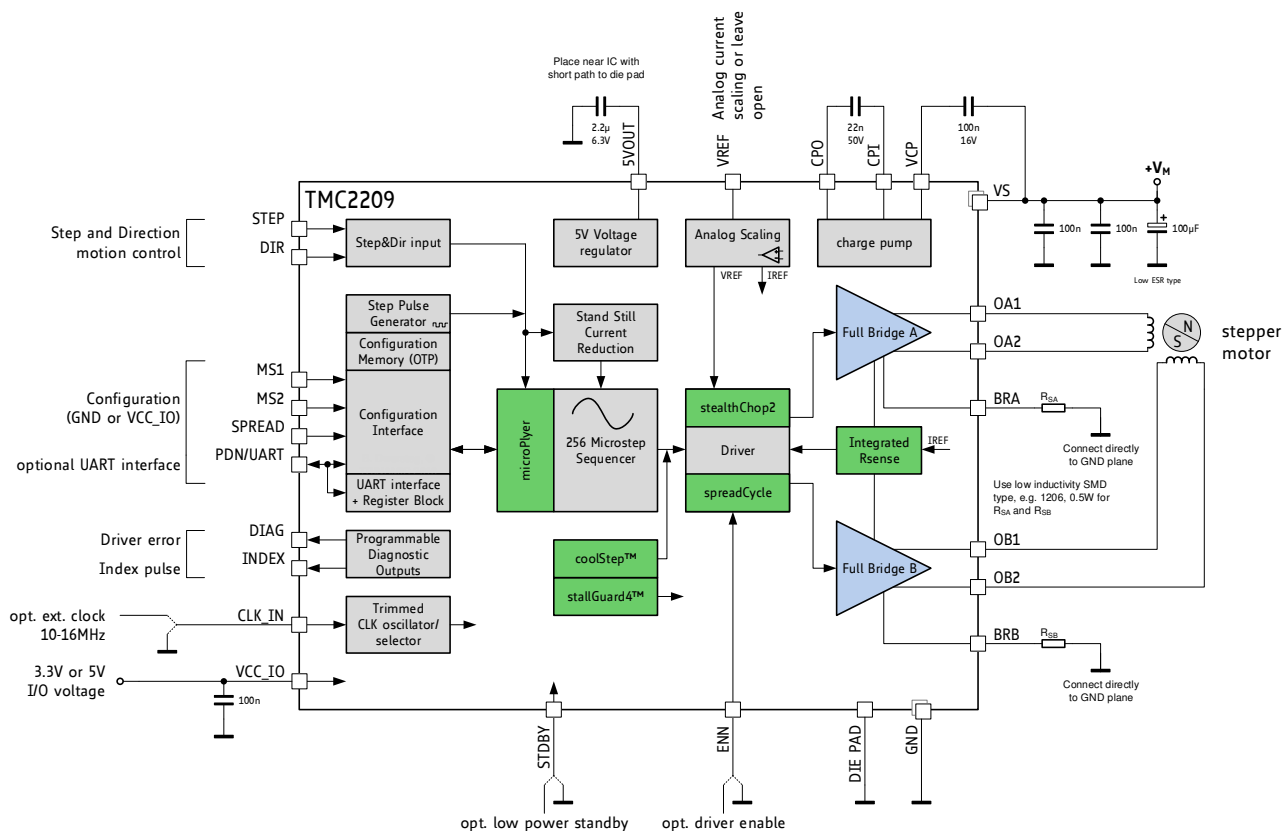 Place near IC with
short path to die pad
2.2µ
6.3V
5VOUT
Analog current
scaling or leave
open
VREF
22n
50V
CPO
CPI
100n
16V
VCP
TMC2209
VS
+VM
100n
100n
+
100µF
Low ESR type
Step and Direction
motion control
STEP
DIR
Step&Dir input
5V Voltage
regulator
Analog Scaling
VREF
IREF
charge pump
Step Pulse
Generator
Configuration
Memory (OTP)
Configuration
Interface
UART interface
+ Register Block
Stand Still
Current
Reduction
Full Bridge A
OA1
OA2
N
S
stepper
motor
Configuration
(GND or VCC_IO)
optional UART interface
MS1
MS2
SPREAD
PDN/UART
microPlyer
256 Microstep
Sequencer
stealthChop2
Driver
spreadCycle
Integrated
Rsense
IREF
BRA
RSA
Connect directly
to GND plane
Use low inductivity SMD
type, e.g. 1206, 0.5W for
RSA and RSB
Driver error
Index pulse
DIAG
INDEX
Programmable
Diagnostic
Outputs
coolStep™
stallGuard4™
Full Bridge B
OB1
OB2
opt. ext. clock
10-16MHz
CLK_IN
Trimmed
CLK oscillator/
selector
BRB
RSB
Connect directly
to GND plane
3.3V or 5V
I/O voltage
VCC_IO
100n
STDBY
ENN
DIE PAD
GND
opt. low power standby
opt. driver enable